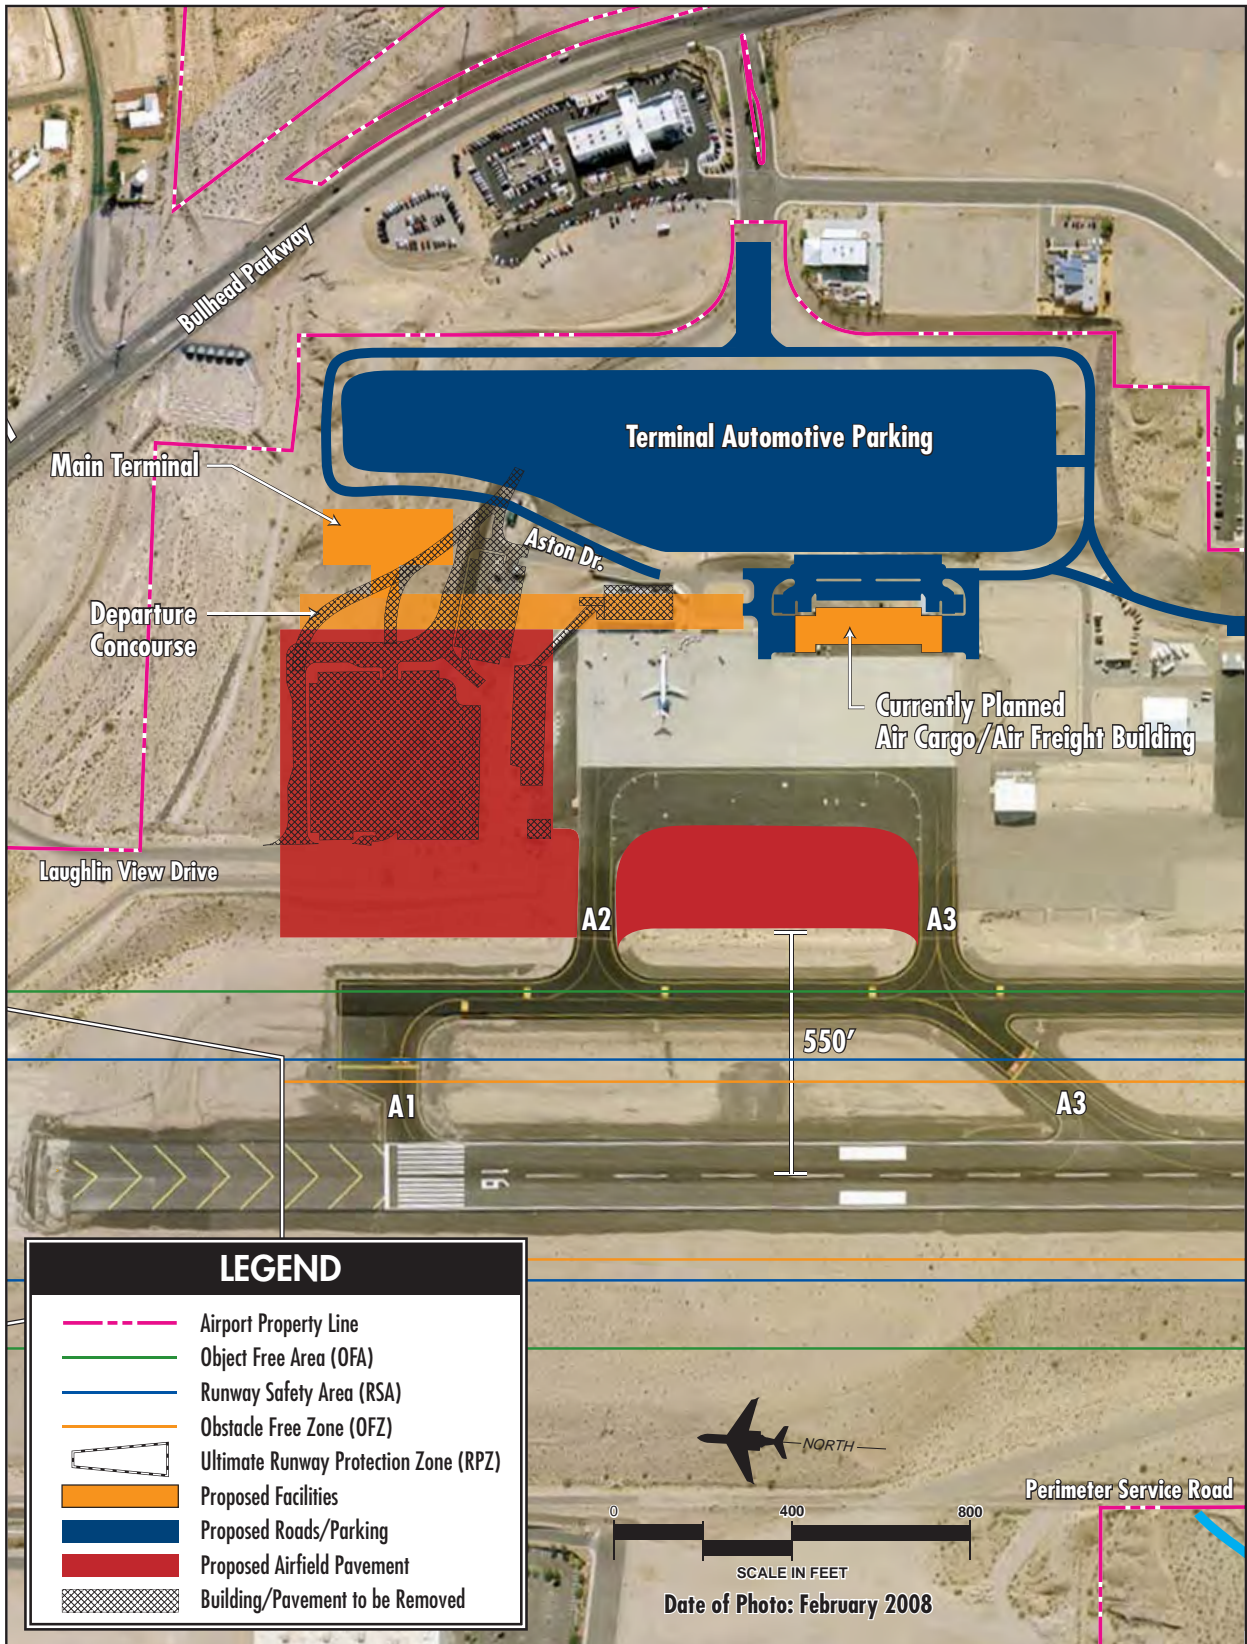 Bullhead Parkway
Terminal Automotive Parking
Main Terminal
Aston Dr.
Departure
Concourse
Currently Planned
Air Cargo/Air Freight Building
Laughlin View Drive
A2
A3
550'
A1
A3
16
LEGEND
Airport Property Line
Object Free Area (OFA)
Runway Safety Area (RSA)
Obstacle Free Zone (OFZ)
Ultimate Runway Protection Zone (RPZ)
Proposed Facilities
Proposed Roads/Parking
Proposed Airfield Pavement
Building/Pavement to be Removed
NORTH
Perimeter Service Road
0 400 800
SCALE IN FEET
Date of Photo: February 2008